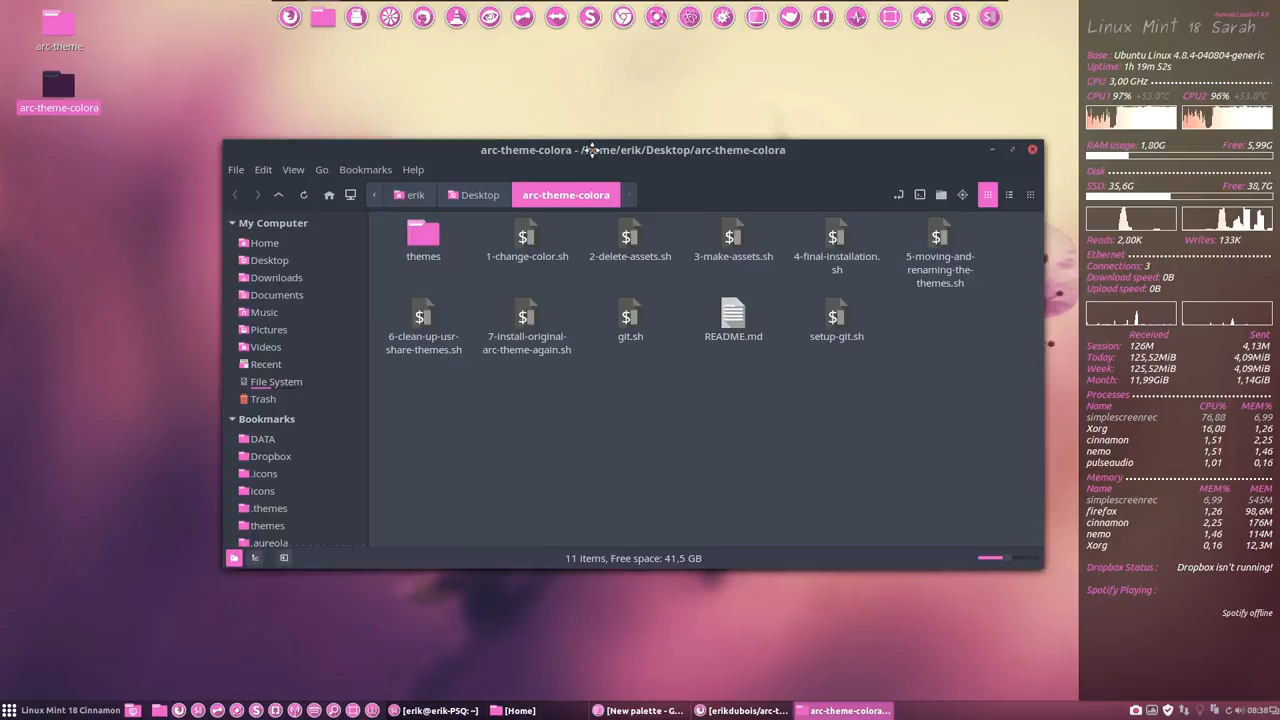 arc-theme
arc-theme-colora
Linux Mint 18 Sarah
Base : Ubuntu Linux 4.8.4-040804-generic
Uptime: 1h 19m 52s
CPU: 3,00 GHz
CPU1 97% +53.0°C CPU2 96% +53.0°C
RAM usage: 1,80G Free: 5,99G
Disk
SSD: 35,6G Free: 38,7G
Reads: 2,80K Writes: 133K
Ethernet
Connections: 3
Download speed: 0B
Upload speed: 0B
Received Sent
Session: 126M 4,13M
Today: 125,52MiB 4,09MiB
Week: 125,52MiB 4,09MiB
Month: 11,99GiB 1,14GiB
Processes
Name CPU% MEM%
simplescreenrec 76,88 6,99
Xorg 16,08 1,26
cinnamon 1,51 2,25
nemo 1,51 1,46
pulseaudio 1,01 0,16
Memory
Name MEM% MEM
simplescreenrec 6,99 545M
firefox 1,26 98,6M
cinnamon 2,25 176M
nemo 1,46 114M
Xorg 0,16 12,3M
Dropbox Status : Dropbox isn't running!
Spotify Playing :
Spotify offline
arc-theme-colora - /home/erik/Desktop/arc-theme-colora
File Edit View Go Bookmarks Help
erik Desktop arc-theme-colora
My Computer
Home
Desktop
Downloads
Documents
Music
Pictures
Videos
Recent
File System
Trash
Bookmarks
DATA
Dropbox
.icons
icons
.themes
themes
.aureola
themes
1-change-color.sh
2-delete-assets.sh
3-make-assets.sh
4-final-installation.
sh
5-moving-and-
renaming-the-
themes.sh
6-clean-up-usr-
share-themes.sh
7-install-original-
arc-theme-again.sh
git.sh
README.md
setup-git.sh
11 items, Free space: 41,5 GB
Linux Mint 18 Cinnamon
[erik@erik-P5Q: ~]
[Home]
[New palette - G...
[erikdubois/arc-t...
arc-theme-colora...
08:38